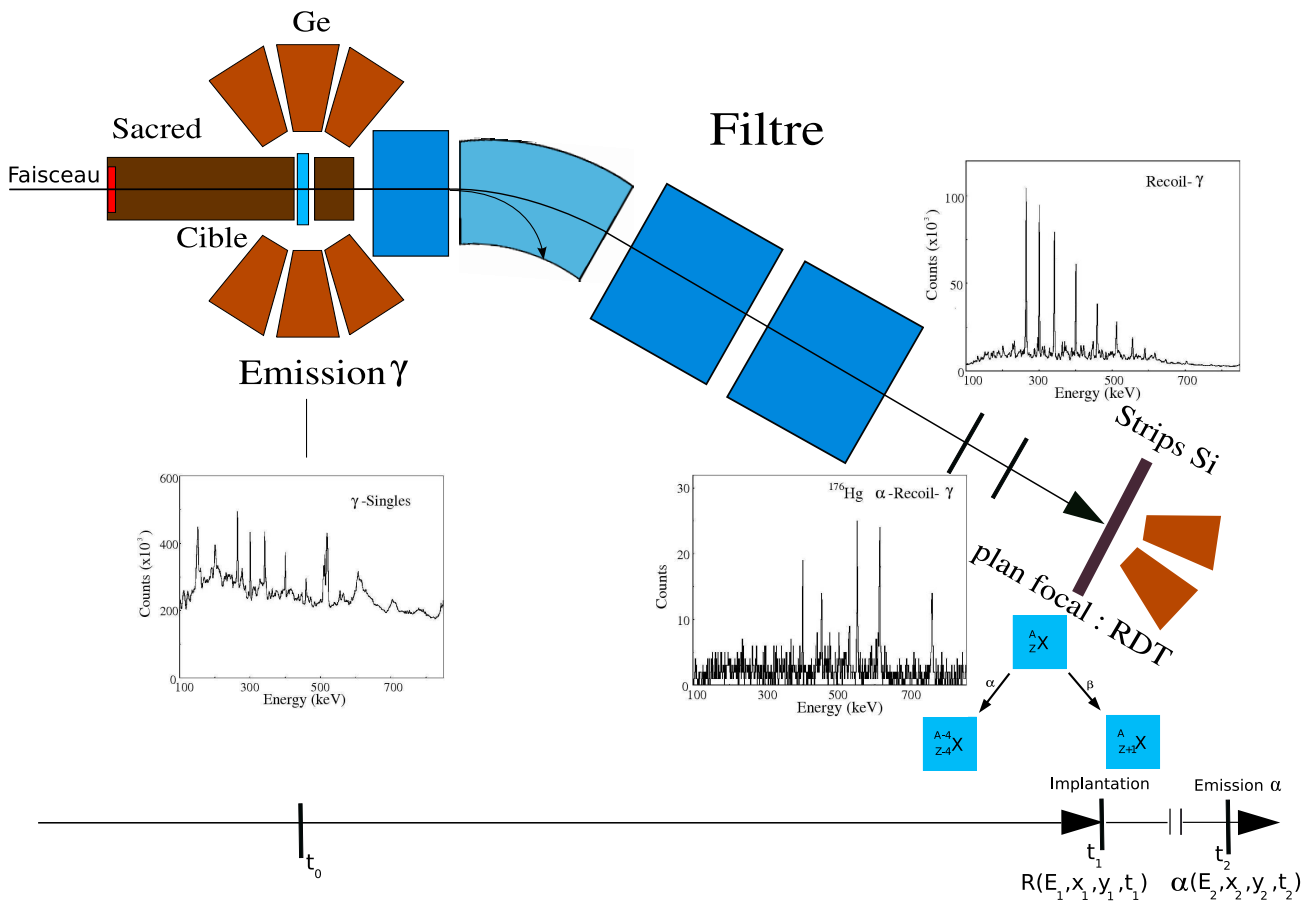 Ge
Sacred
Faisceau
Cible
Filtre
Emission γ
Recoil- γ
Counts (x10³)
100
50
0
100 300 500 700
Energy (keV)
γ -Singles
Counts (x10³)
600
400
200
0
100 300 500 700
Energy (keV)
¹⁷⁶Hg α -Recoil- γ
Counts
30
20
10
0
100 300 500 700
Energy (keV)
Strips Si
plan focal : RDT
A
Z X
α β
A-4
Z-4 X
A
Z+1 X
Implantation Emission α
t₀ t₁ t₂
R(E₁,x₁,y₁,t₁) α(E₂,x₂,y₂,t₂)